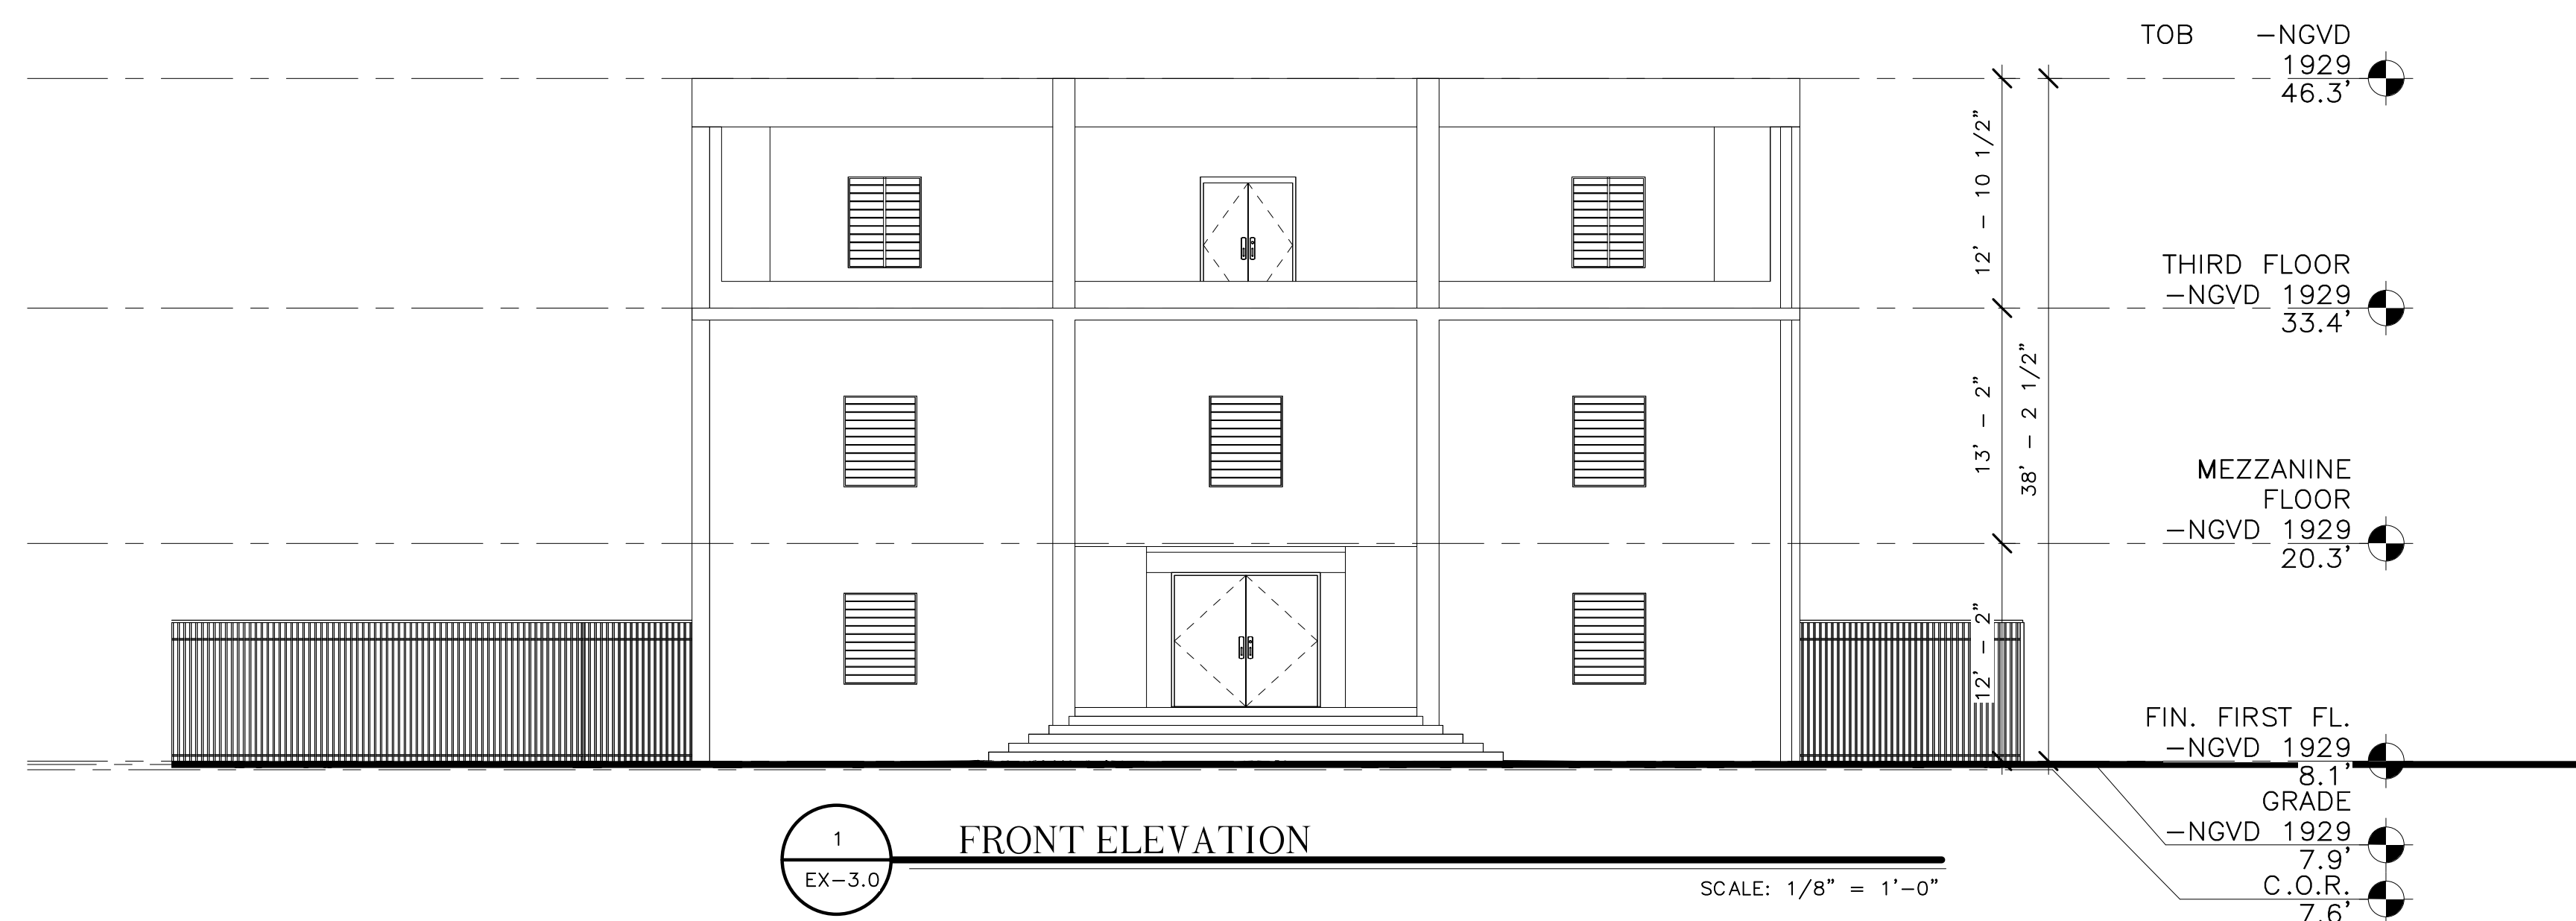 TOB -NGVD
1929
46.3'
12' - 10 1/2"
THIRD FLOOR
-NGVD 1929
33.4'
13' - 2"
38' - 2 1/2"
MEZZANINE
FLOOR
-NGVD 1929
20.3'
12' - 2"
FIN. FIRST FL.
-NGVD 1929
8.1'
GRADE
-NGVD 1929
7.9'
C.O.R.
7.6'
1
EX-3.0
FRONT ELEVATION
SCALE: 1/8" = 1'-0"